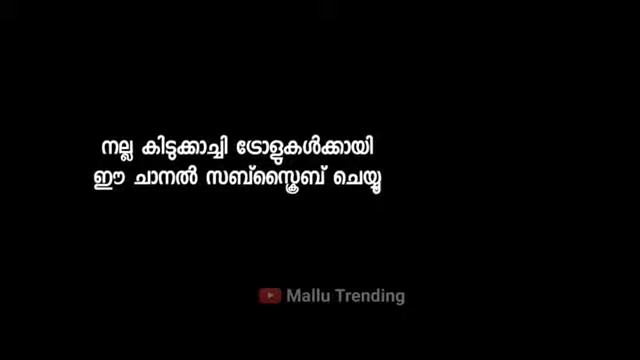 നല്ല കിടുക്കാച്ചി ട്രോളുകൾക്കായി
ഈ ചാനൽ സബ്സ്ക്രൈബ് ചെയ്യൂ
Mallu Trending